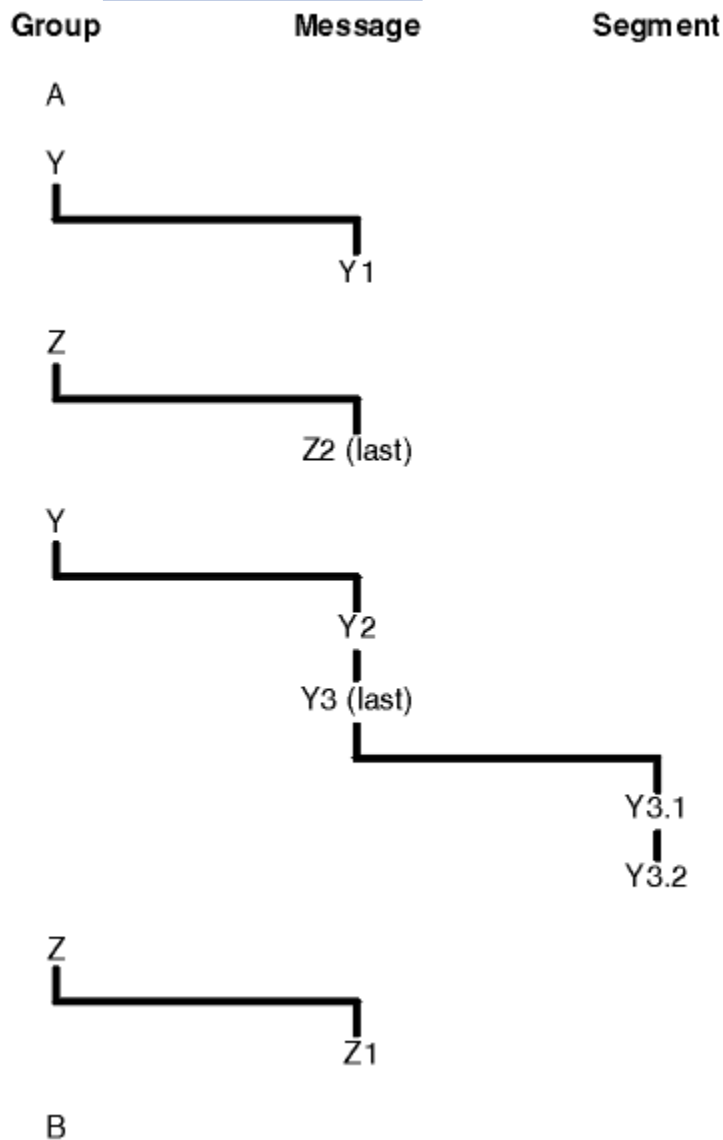 Group Message Segment
A
Y
Y1
Z
Z2 (last)
Y
Y2
Y3 (last)
Y3.1
Y3.2
Z
Z1
B